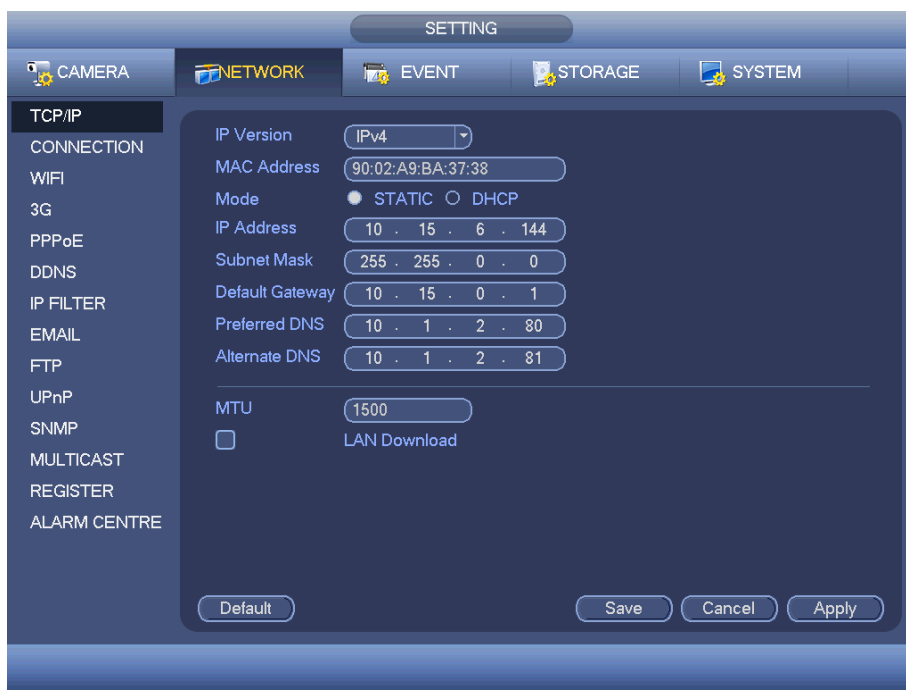 SETTING
CAMERA NETWORK EVENT STORAGE SYSTEM
TCP/IP
CONNECTION
WIFI
3G
PPPoE
DDNS
IP FILTER
EMAIL
FTP
UPnP
SNMP
MULTICAST
REGISTER
ALARM CENTRE
IP Version IPv4
MAC Address 90:02:A9:BA:37:38
Mode STATIC DHCP
IP Address 10 . 15 . 6 . 144
Subnet Mask 255 . 255 . 0 . 0
Default Gateway 10 . 15 . 0 . 1
Preferred DNS 10 . 1 . 2 . 80
Alternate DNS 10 . 1 . 2 . 81
MTU 1500
LAN Download
Default Save Cancel Apply